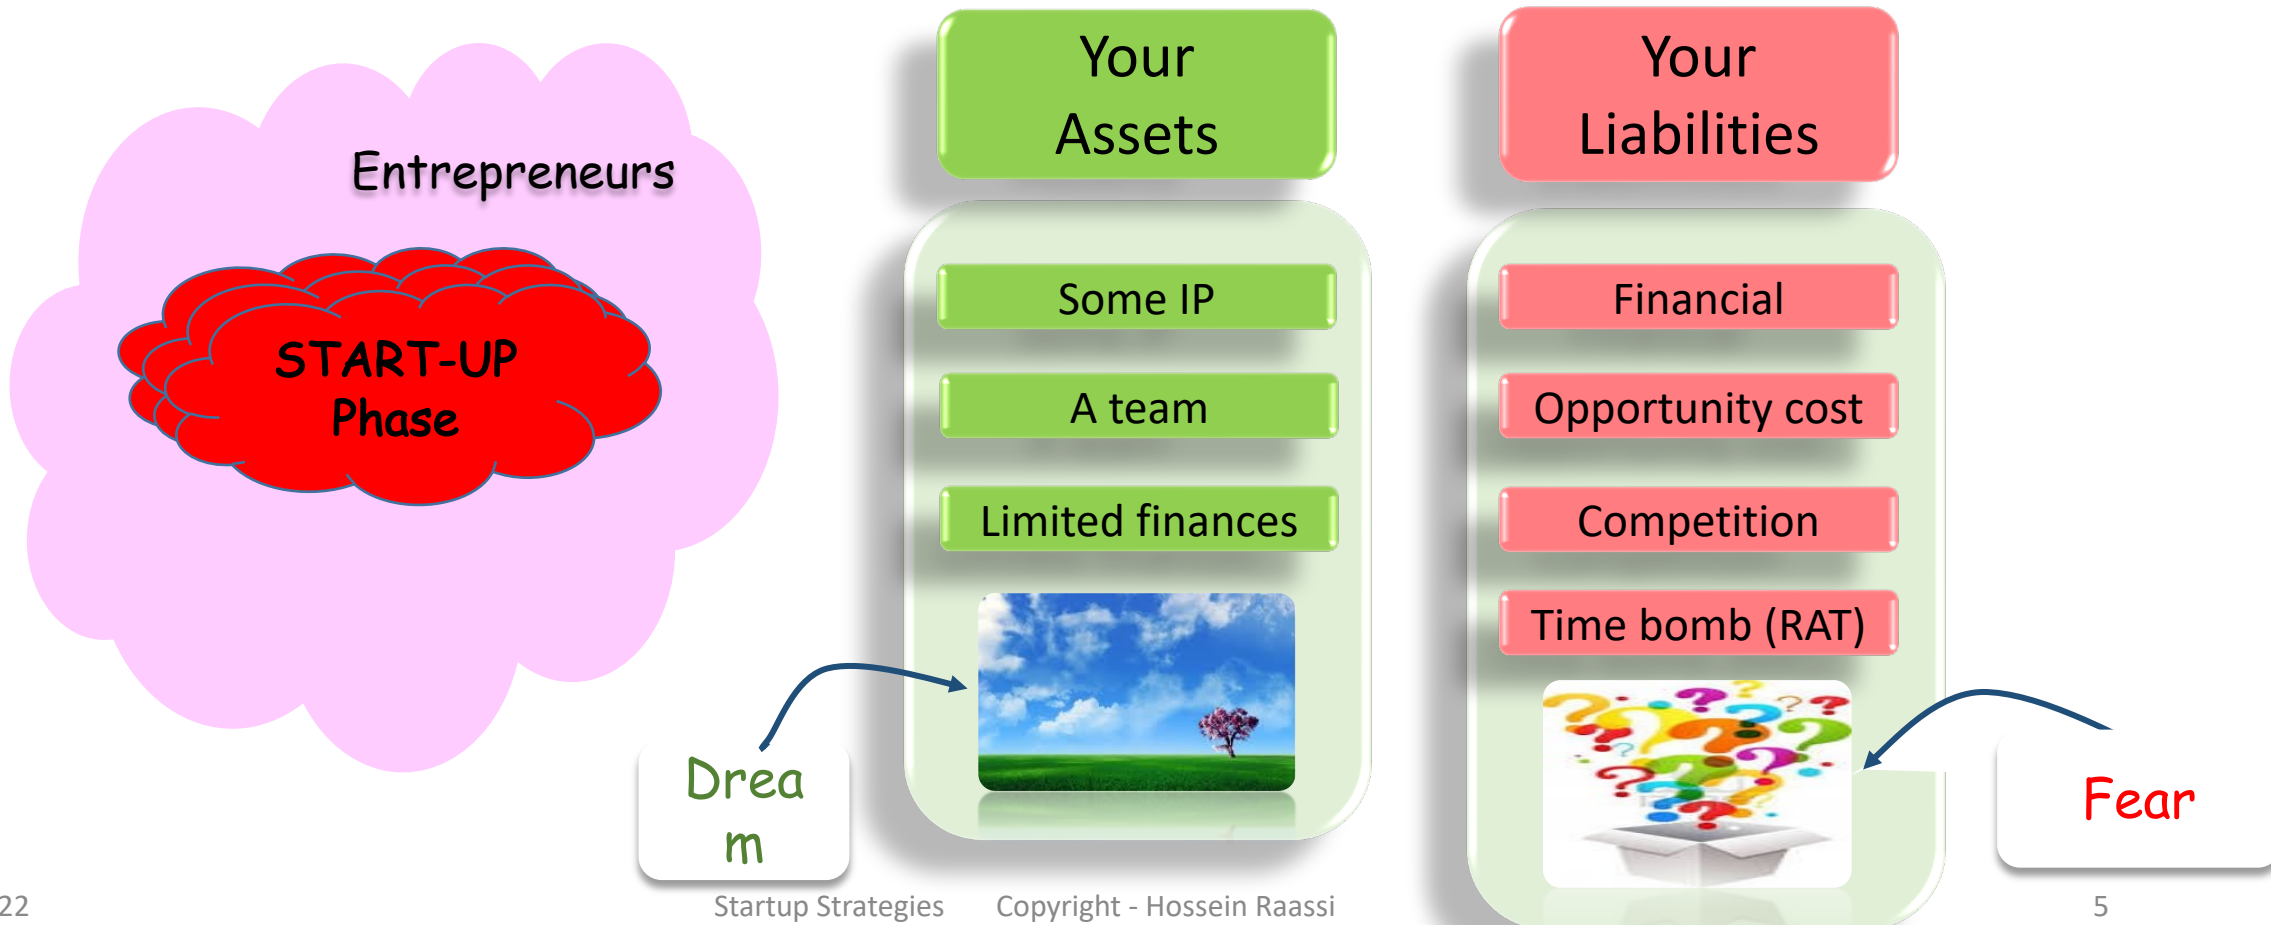 Entrepreneurs
START-UP
Phase
Your
Assets
Some IP
A team
Limited finances
Drea
m
Your
Liabilities
Financial
Opportunity cost
Competition
Time bomb (RAT)
Fear
22
Startup Strategies Copyright - Hossein Raassi
5